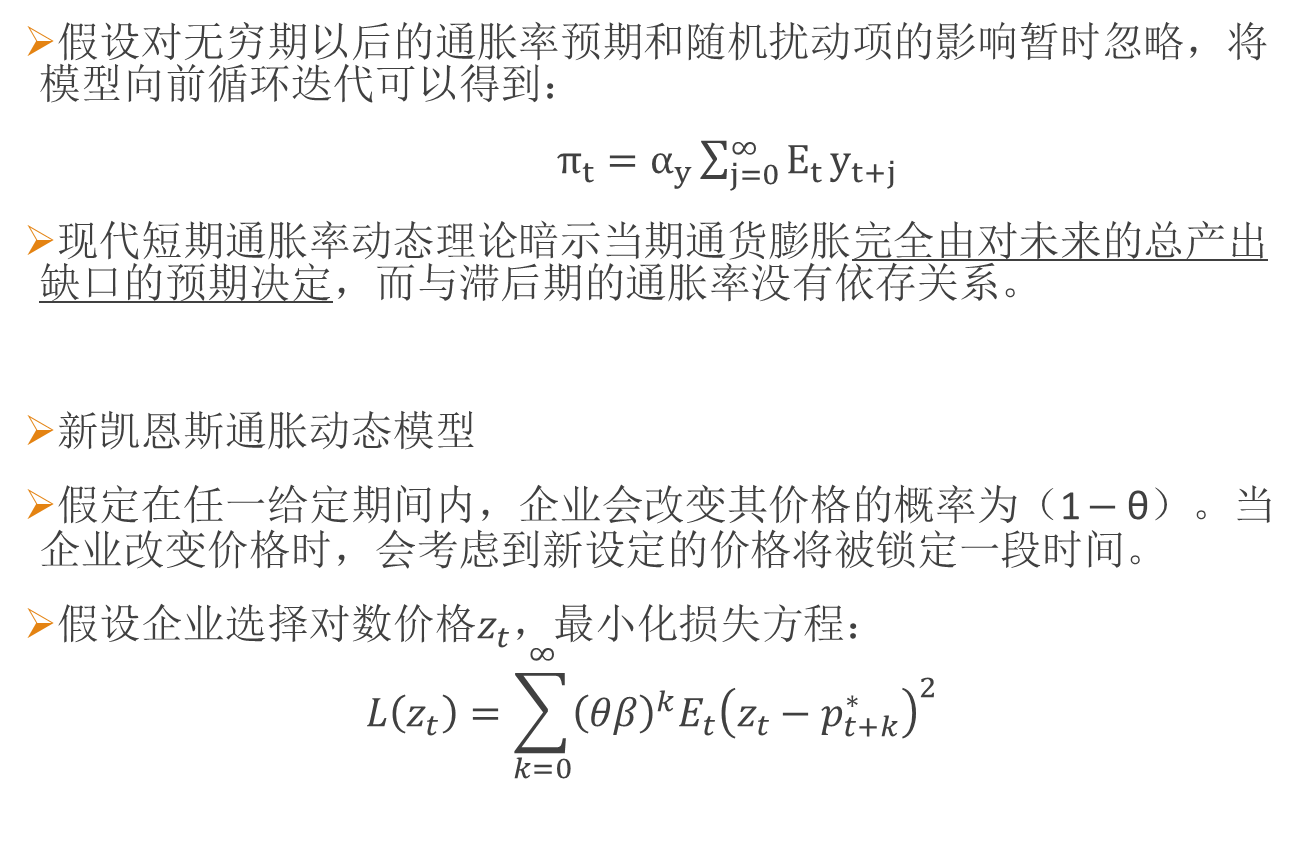 ➢假设对无穷期以后的通胀率预期和随机扰动项的影响暂时忽略，将
模型向前循环迭代可以得到：
π_t = α_y ∑_{j=0}^{∞} E_t y_{t+j}
➢现代短期通胀率动态理论暗示当期通货膨胀完全由对未来的总产出
缺口的预期决定，而与滞后期的通胀率没有依存关系。
➢新凯恩斯通胀动态模型
➢假定在任一给定期间内，企业会改变其价格的概率为（1 – θ）。当
企业改变价格时，会考虑到新设定的价格将被锁定一段时间。
➢假设企业选择对数价格z_t，最小化损失方程：
L(z_t) = ∑_{k=0}^{∞} (θβ)^k E_t(z_t − p*_{t+k})^2